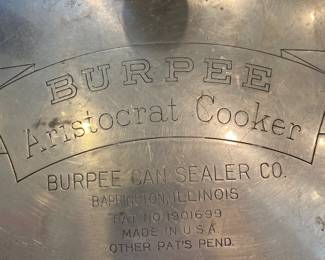 BURPEE
Aristocrat Cooker
BURPEE CAN SEALER CO.
BARRINGTON, ILLINOIS
PAT. NO. 1901699
MADE IN U.S.A.
OTHER PAT'S PEND.